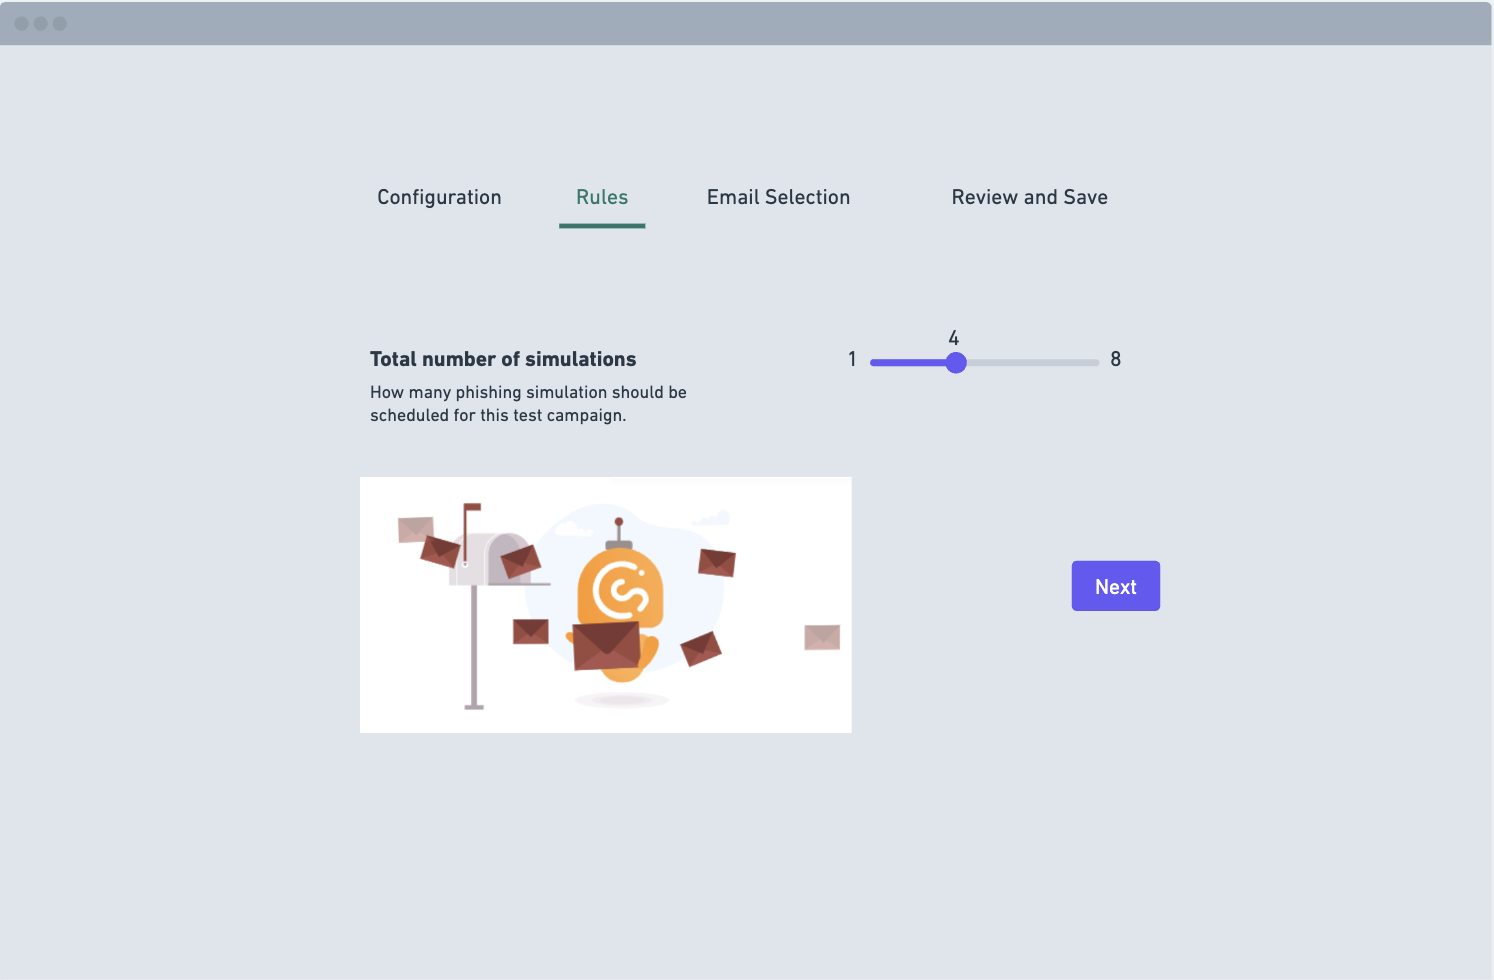 Configuration
Rules
Email Selection
Review and Save
Total number of simulations
How many phishing simulation should be
scheduled for this test campaign.
4
1
8
Next